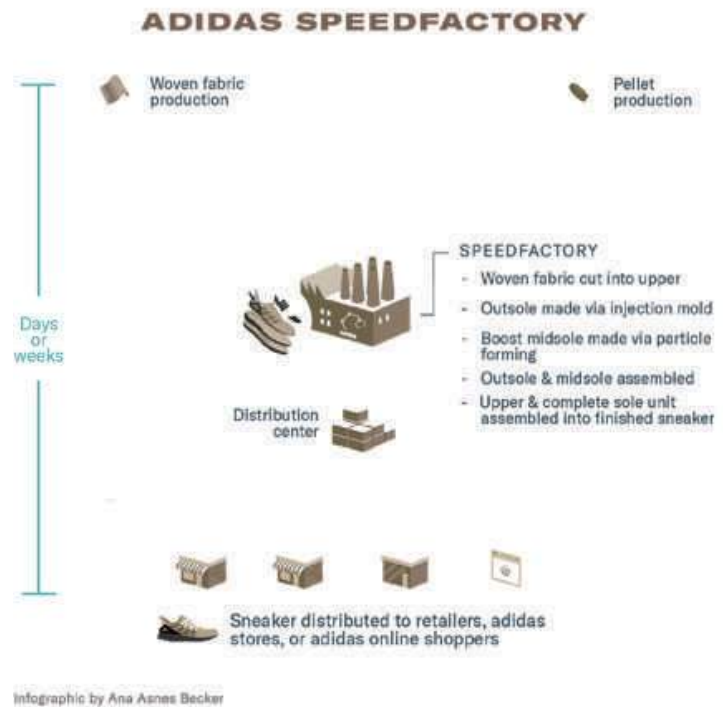 ADIDAS SPEEDFACTORY
Woven fabric
production
Pellet
production
SPEEDFACTORY
- Woven fabric cut into upper
- Outsole made via injection mold
- Boost midsole made via particle
forming
- Outsole & midsole assembled
- Upper & complete sole unit
assembled into finished sneaker
Days
or
weeks
Distribution
center
Sneaker distributed to retailers, adidas
stores, or adidas online shoppers
Infographic by Ana Asnes Becker